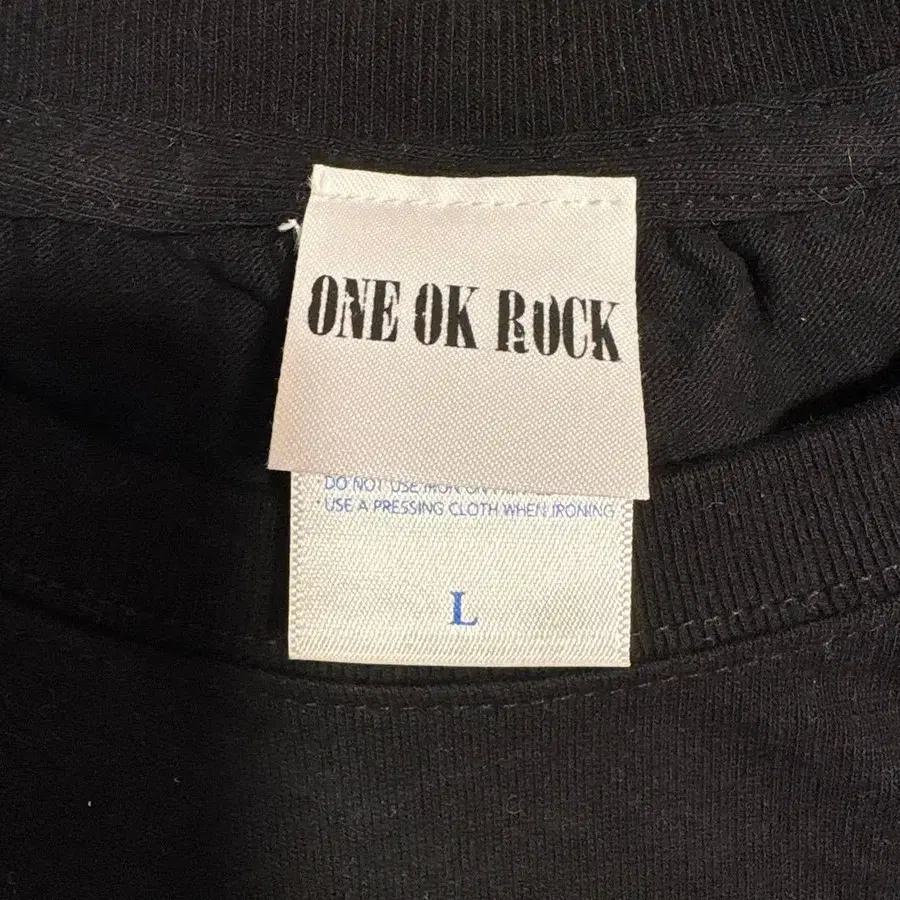 ONE OK ROCK
DO NOT USE IRON ON
· USE A PRESSING CLOTH WHEN IRONING
L